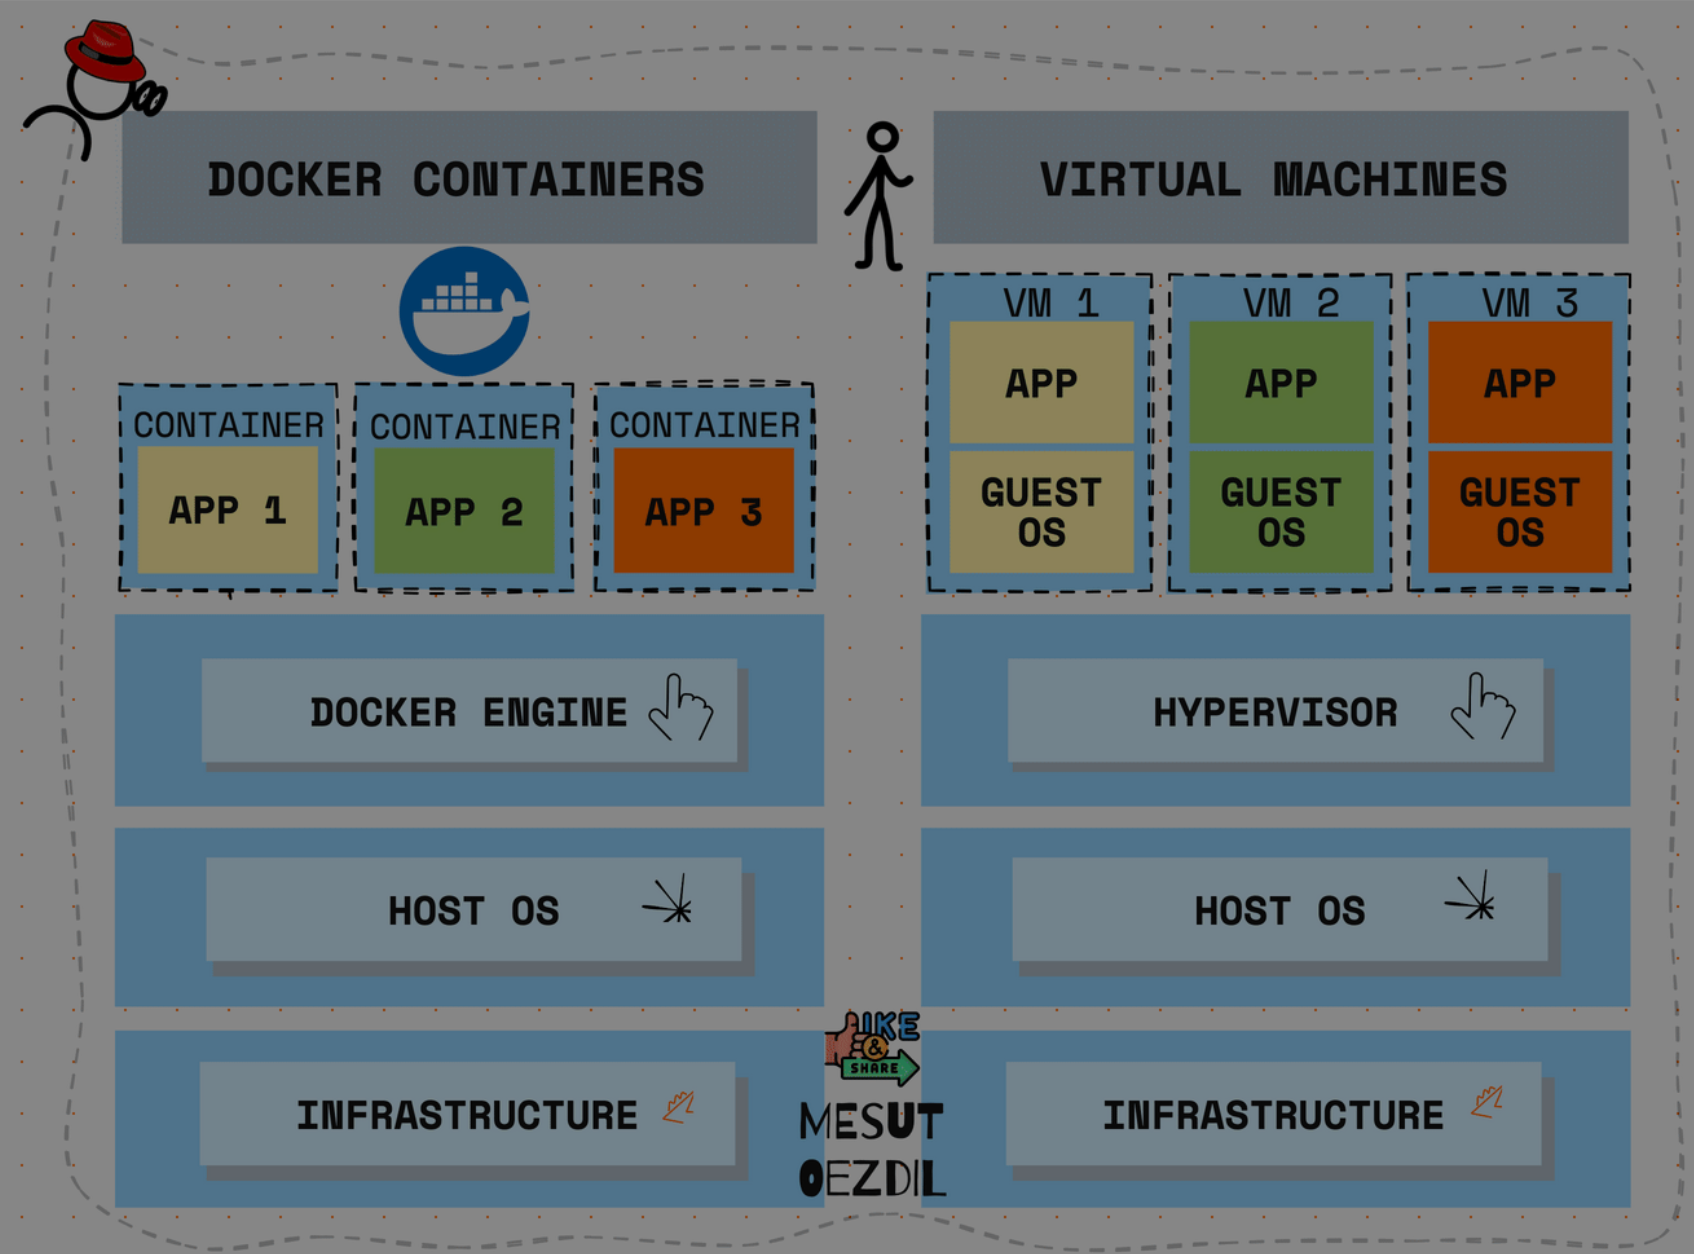 DOCKER CONTAINERS
CONTAINER
APP 1
CONTAINER
APP 2
CONTAINER
APP 3
DOCKER ENGINE
HOST OS
INFRASTRUCTURE
VIRTUAL MACHINES
VM 1
APP
GUEST
OS
VM 2
APP
GUEST
OS
VM 3
APP
GUEST
OS
HYPERVISOR
HOST OS
INFRASTRUCTURE
LIKE
&
SHARE
MESUT
OEZDIL